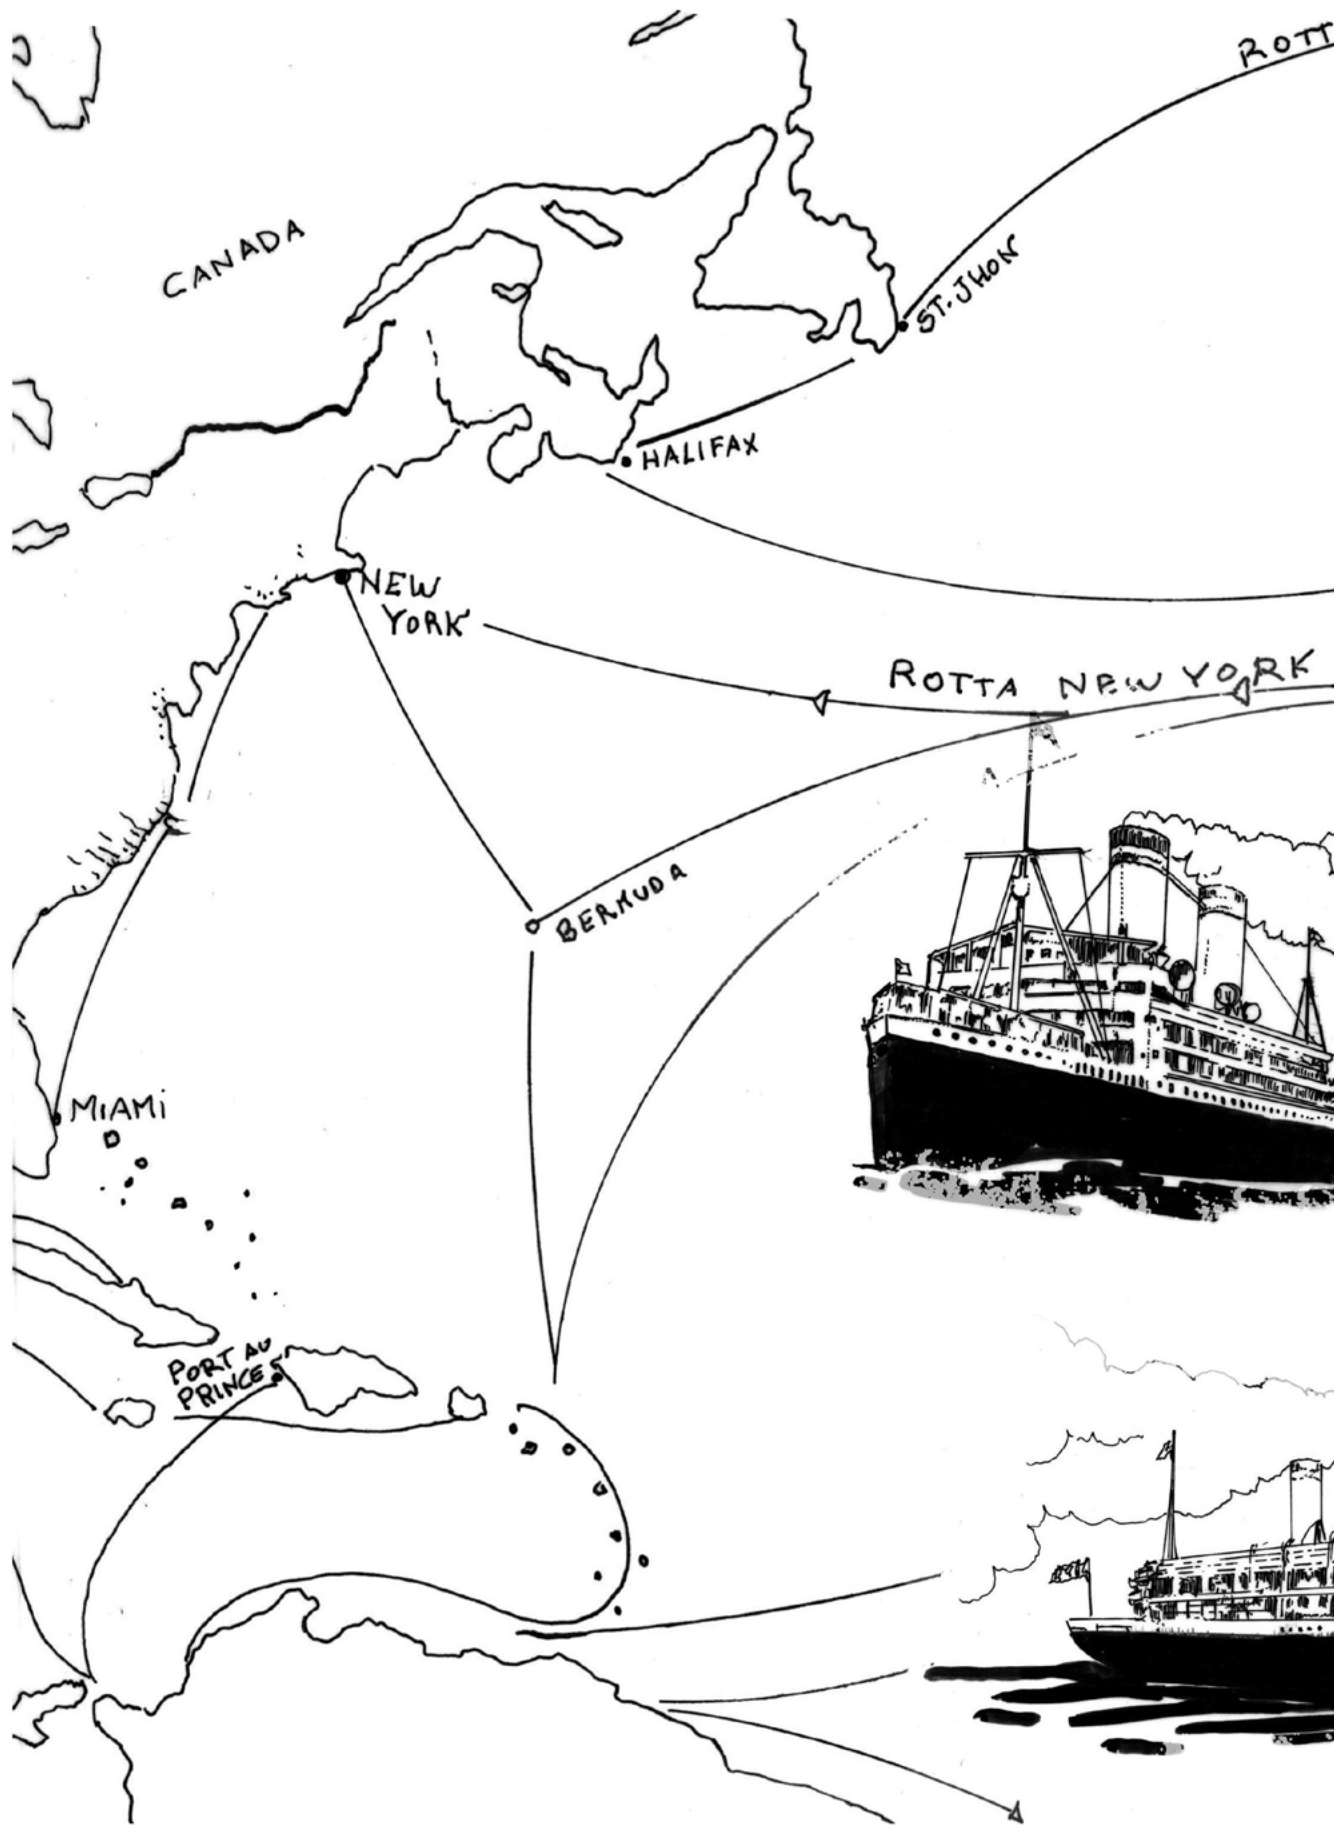 ROTT
CANADA
ST. JHON
HALIFAX
NEW
YORK
ROTTA NEW YORK
BERMUDA
MIAMi
PORT AU
PRINCE